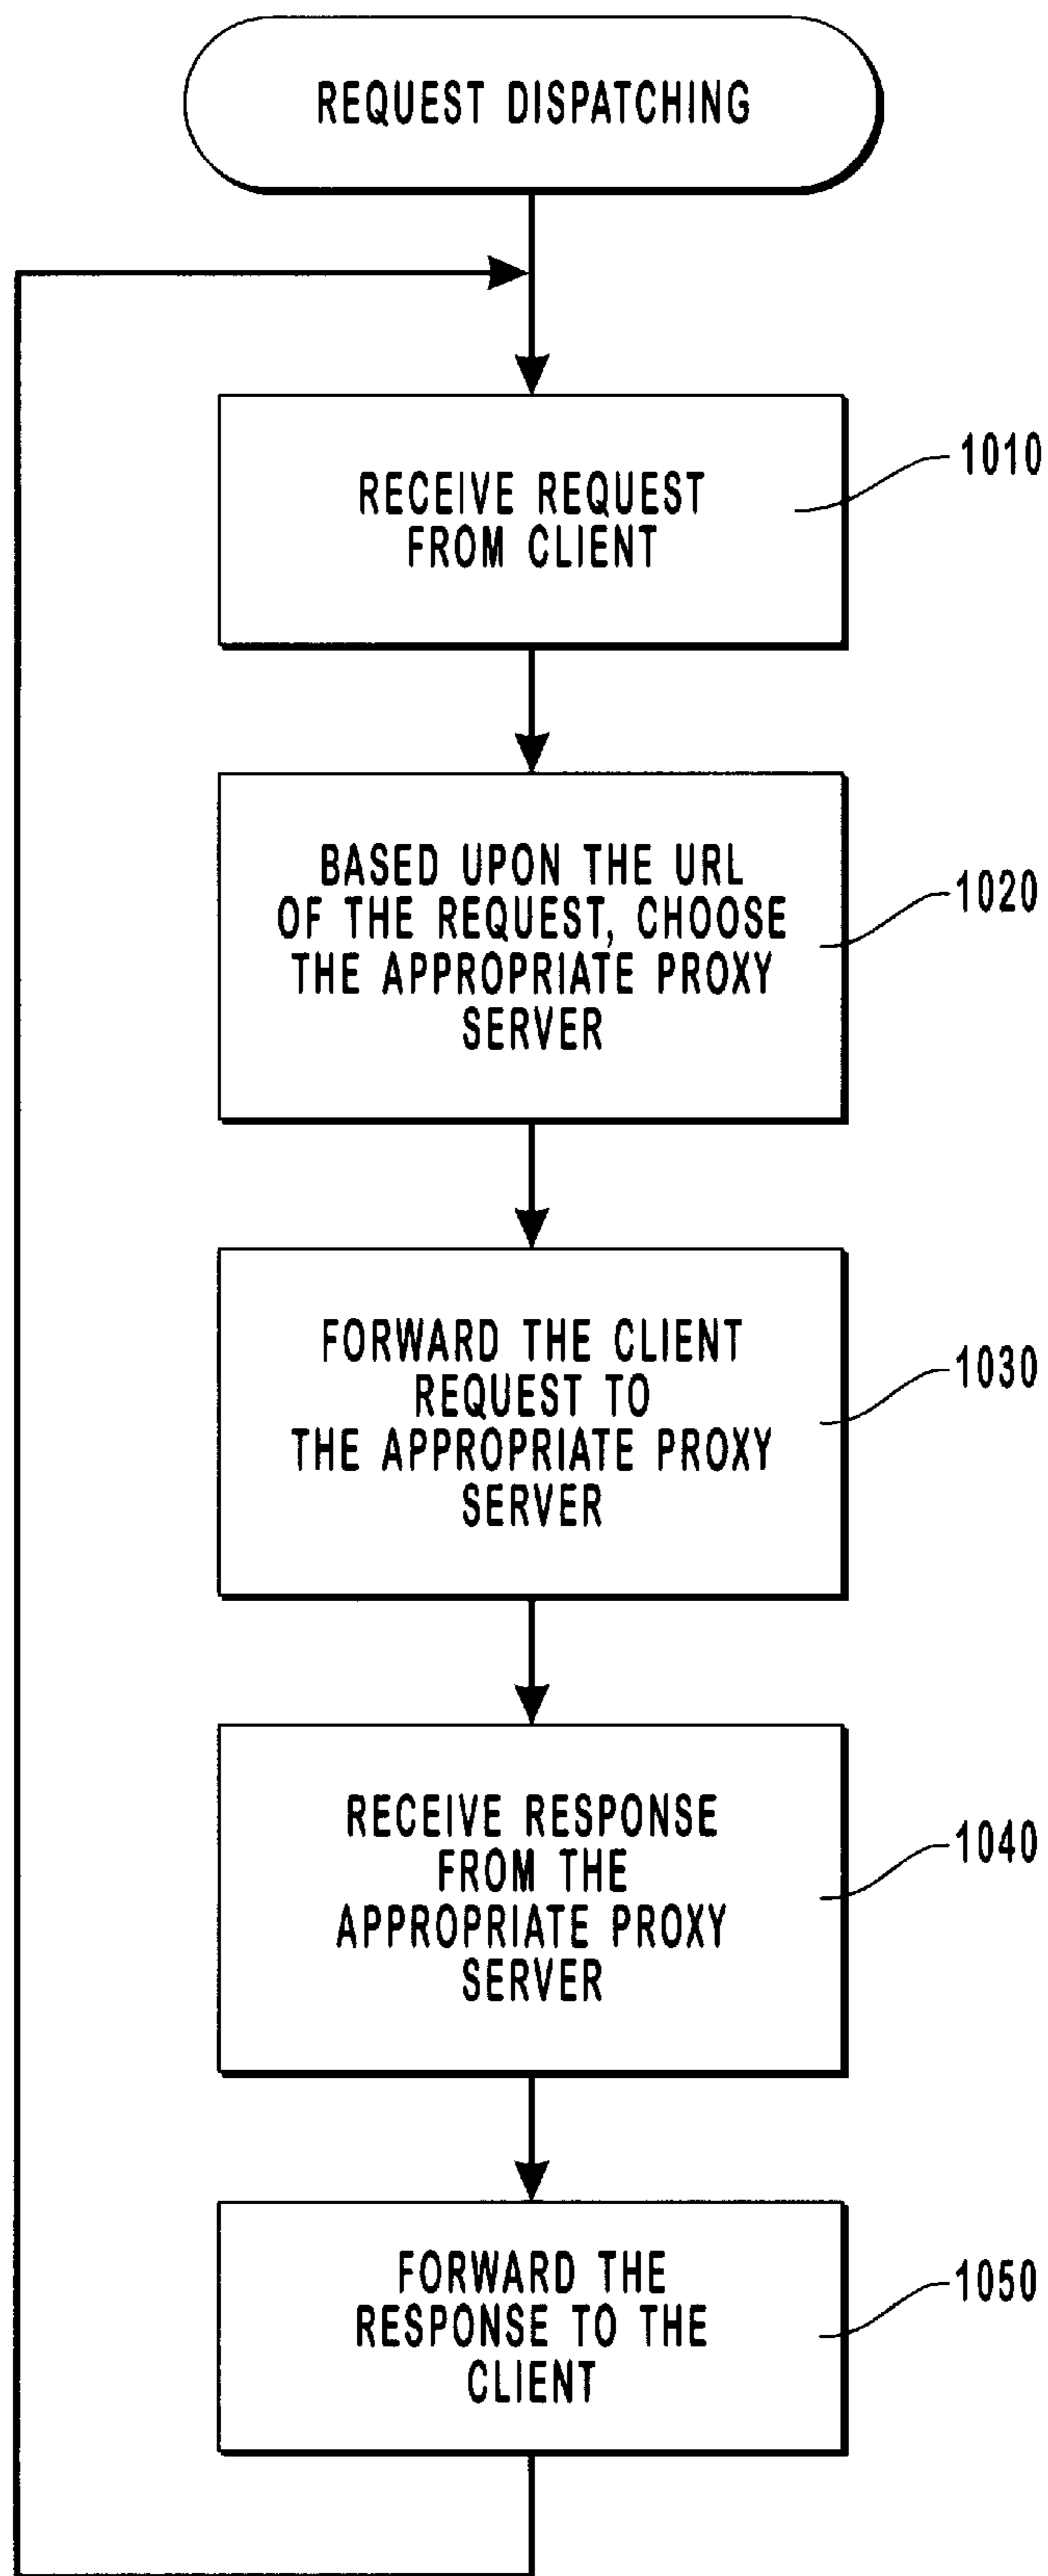 REQUEST DISPATCHING
RECEIVE REQUEST
FROM CLIENT
1010
BASED UPON THE URL
OF THE REQUEST, CHOOSE
THE APPROPRIATE PROXY
SERVER
1020
FORWARD THE CLIENT
REQUEST TO
THE APPROPRIATE PROXY
SERVER
1030
RECEIVE RESPONSE
FROM THE
APPROPRIATE PROXY
SERVER
1040
FORWARD THE
RESPONSE TO THE
CLIENT
1050